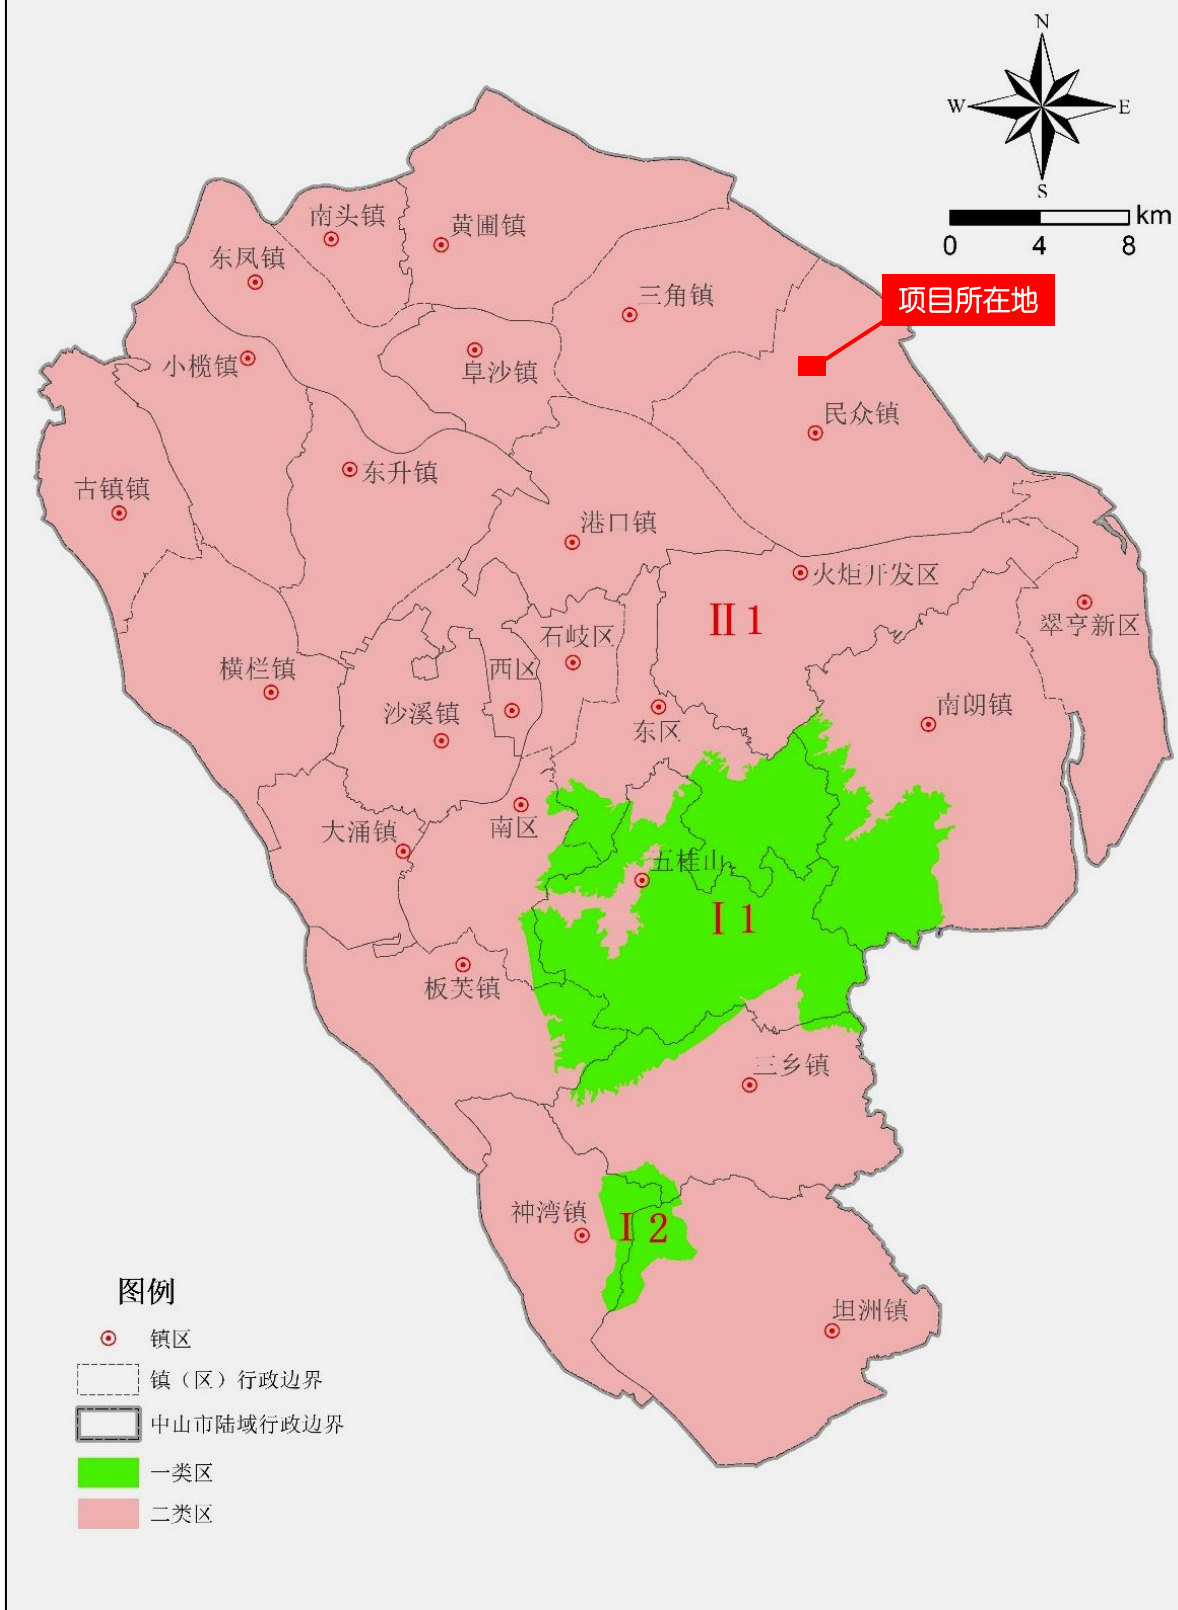 N
W
E
S
km
0
4
8
南头镇
黄圃镇
东凤镇
三角镇
项目所在地
小榄镇
阜沙镇
民众镇
东升镇
古镇镇
港口镇
火炬开发区
II 1
翠亨新区
石岐区
西区
横栏镇
沙溪镇
东区
南朗镇
南区
大涌镇
五桂山
I 1
板芙镇
三乡镇
神湾镇
I 2
坦洲镇
图例
镇区
镇（区）行政边界
中山市陆域行政边界
一类区
二类区